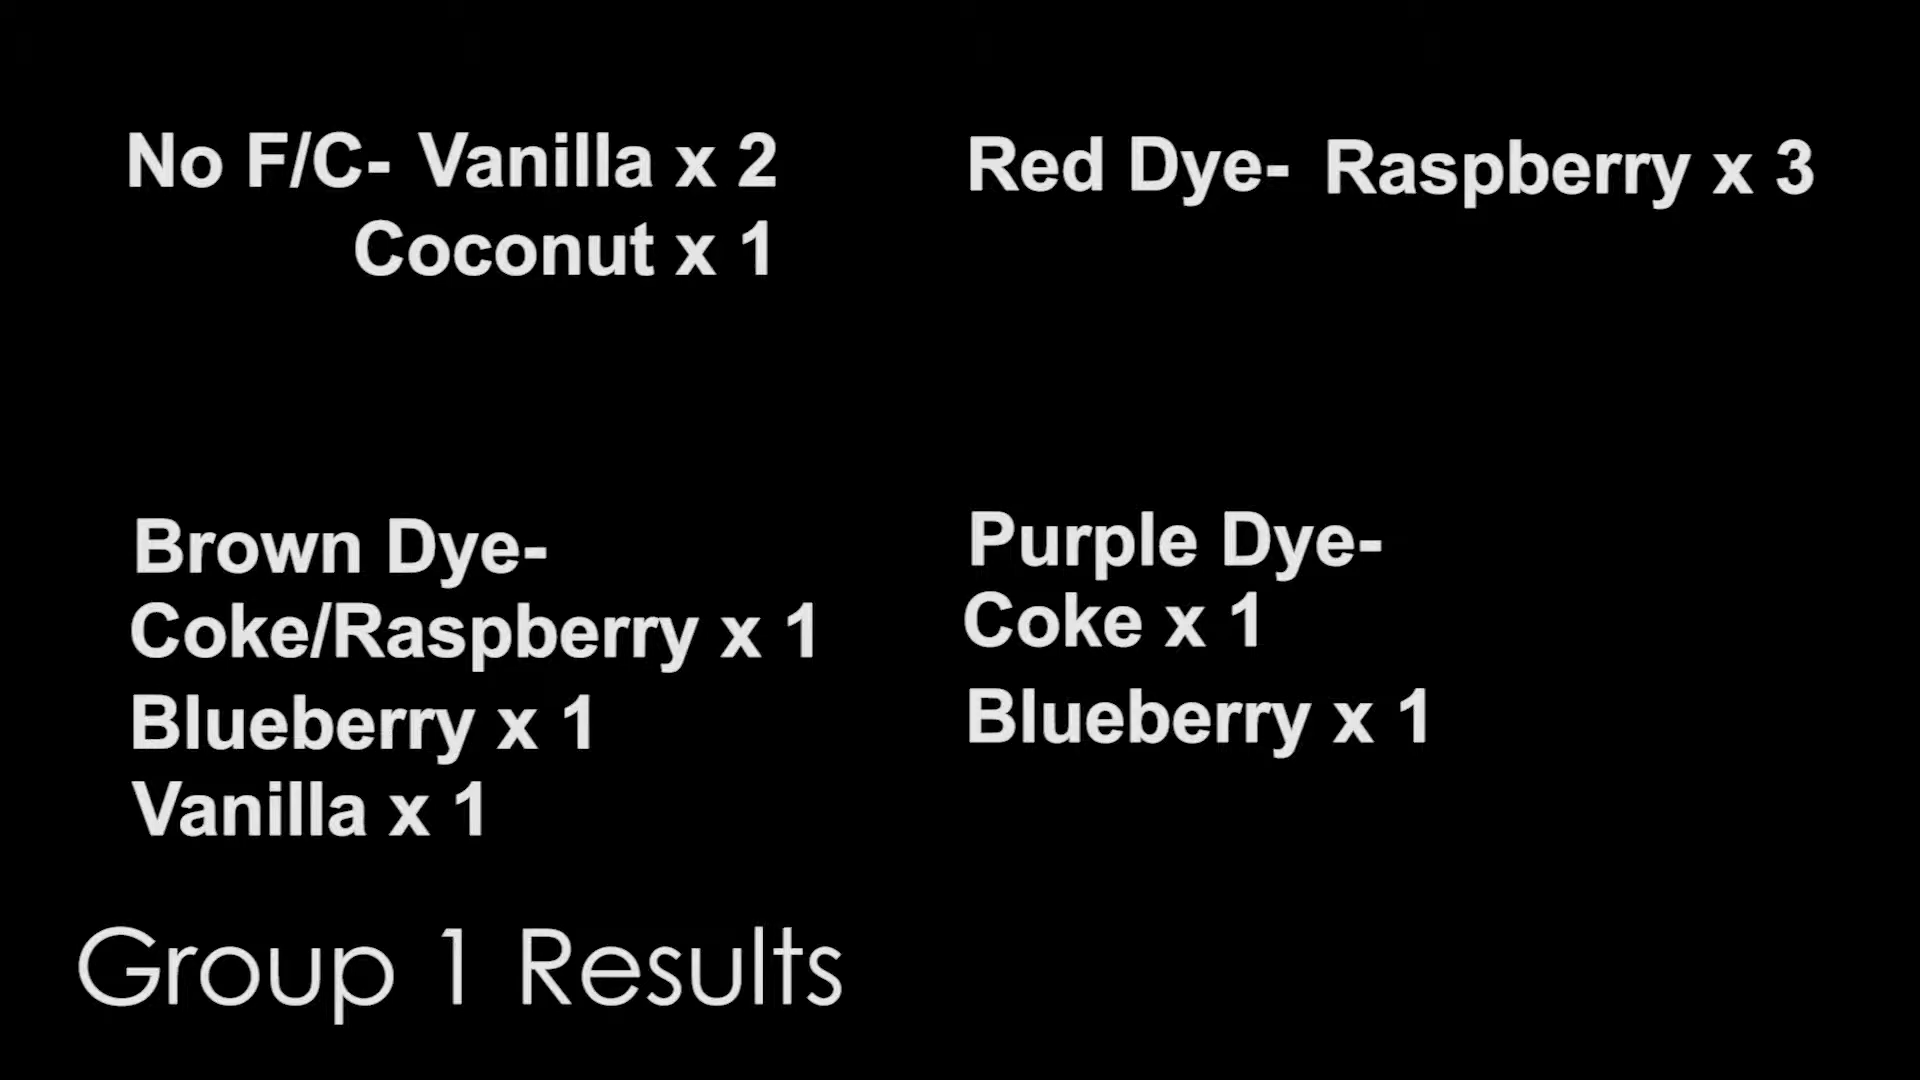 No F/C- Vanilla x 2
Coconut x 1
Red Dye- Raspberry x 3
Brown Dye-
Coke/Raspberry x 1
Blueberry x 1
Vanilla x 1
Purple Dye-
Coke x 1
Blueberry x 1
Group 1 Results